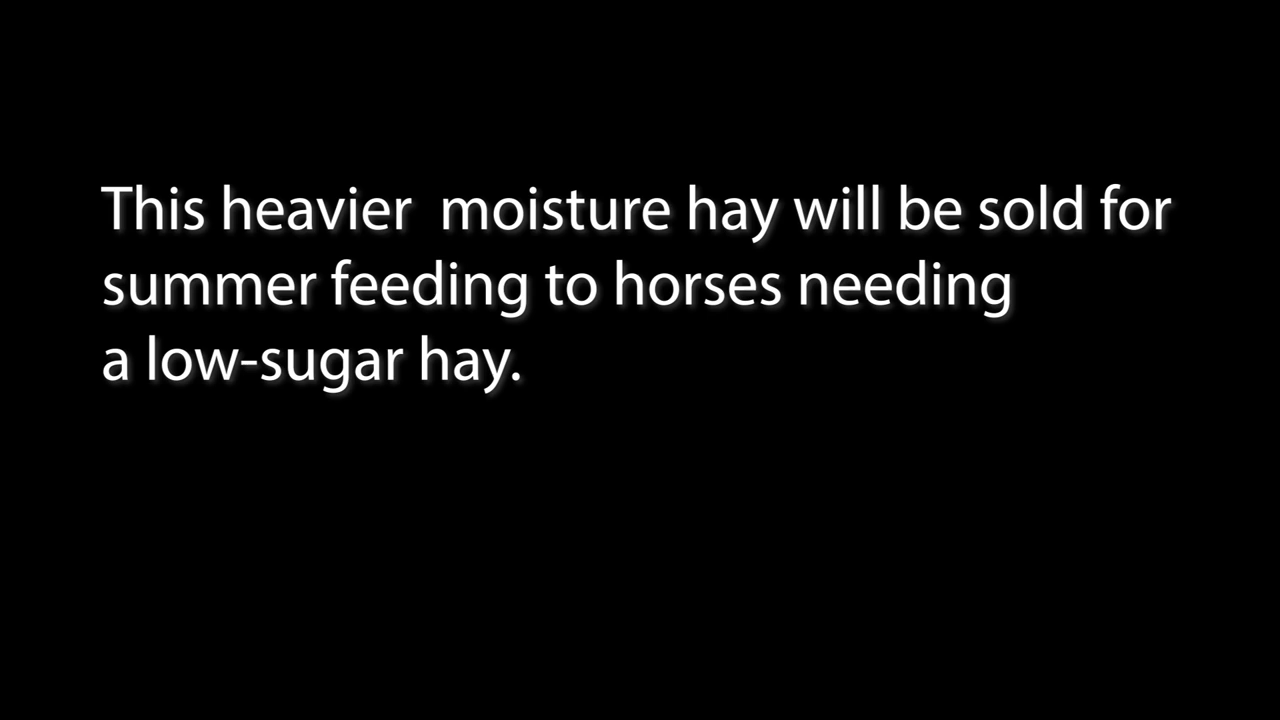 This heavier  moisture hay will be sold for
summer feeding to horses needing
a low-sugar hay.